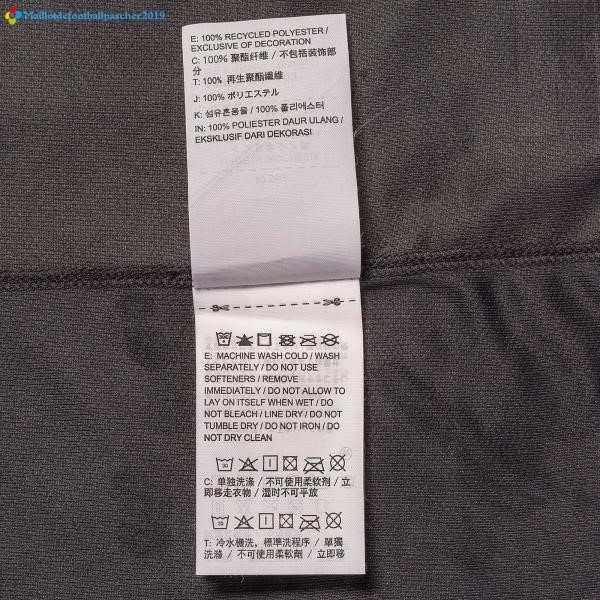 Maillotdefootballpascher2019
E: 100% RECYCLED POLYESTER /
EXCLUSIVE OF DECORATION
C: 100% 聚酯纤维 / 不包括装饰部
分
T: 100% 再生聚酯纖維
J: 100% ポリエステル
K: 섬유혼용율 / 100% 폴리에스터
IN: 100% POLIESTER DAUR ULANG /
EKSKLUSIF DARI DEKORASI
E: MACHINE WASH COLD / WASH
SEPARATELY / DO NOT USE
SOFTENERS / REMOVE
IMMEDIATELY / DO NOT ALLOW TO
LAY ON ITSELF WHEN WET / DO
NOT BLEACH / LINE DRY / DO NOT
TUMBLE DRY / DO NOT IRON / DO
NOT DRY CLEAN
C: 单独洗涤 / 不可使用柔软剂 / 立
即移走衣物 / 湿时不可平放
T: 冷水機洗，標準洗程序 / 單獨
洗滌 / 不可使用柔軟劑 / 立即移